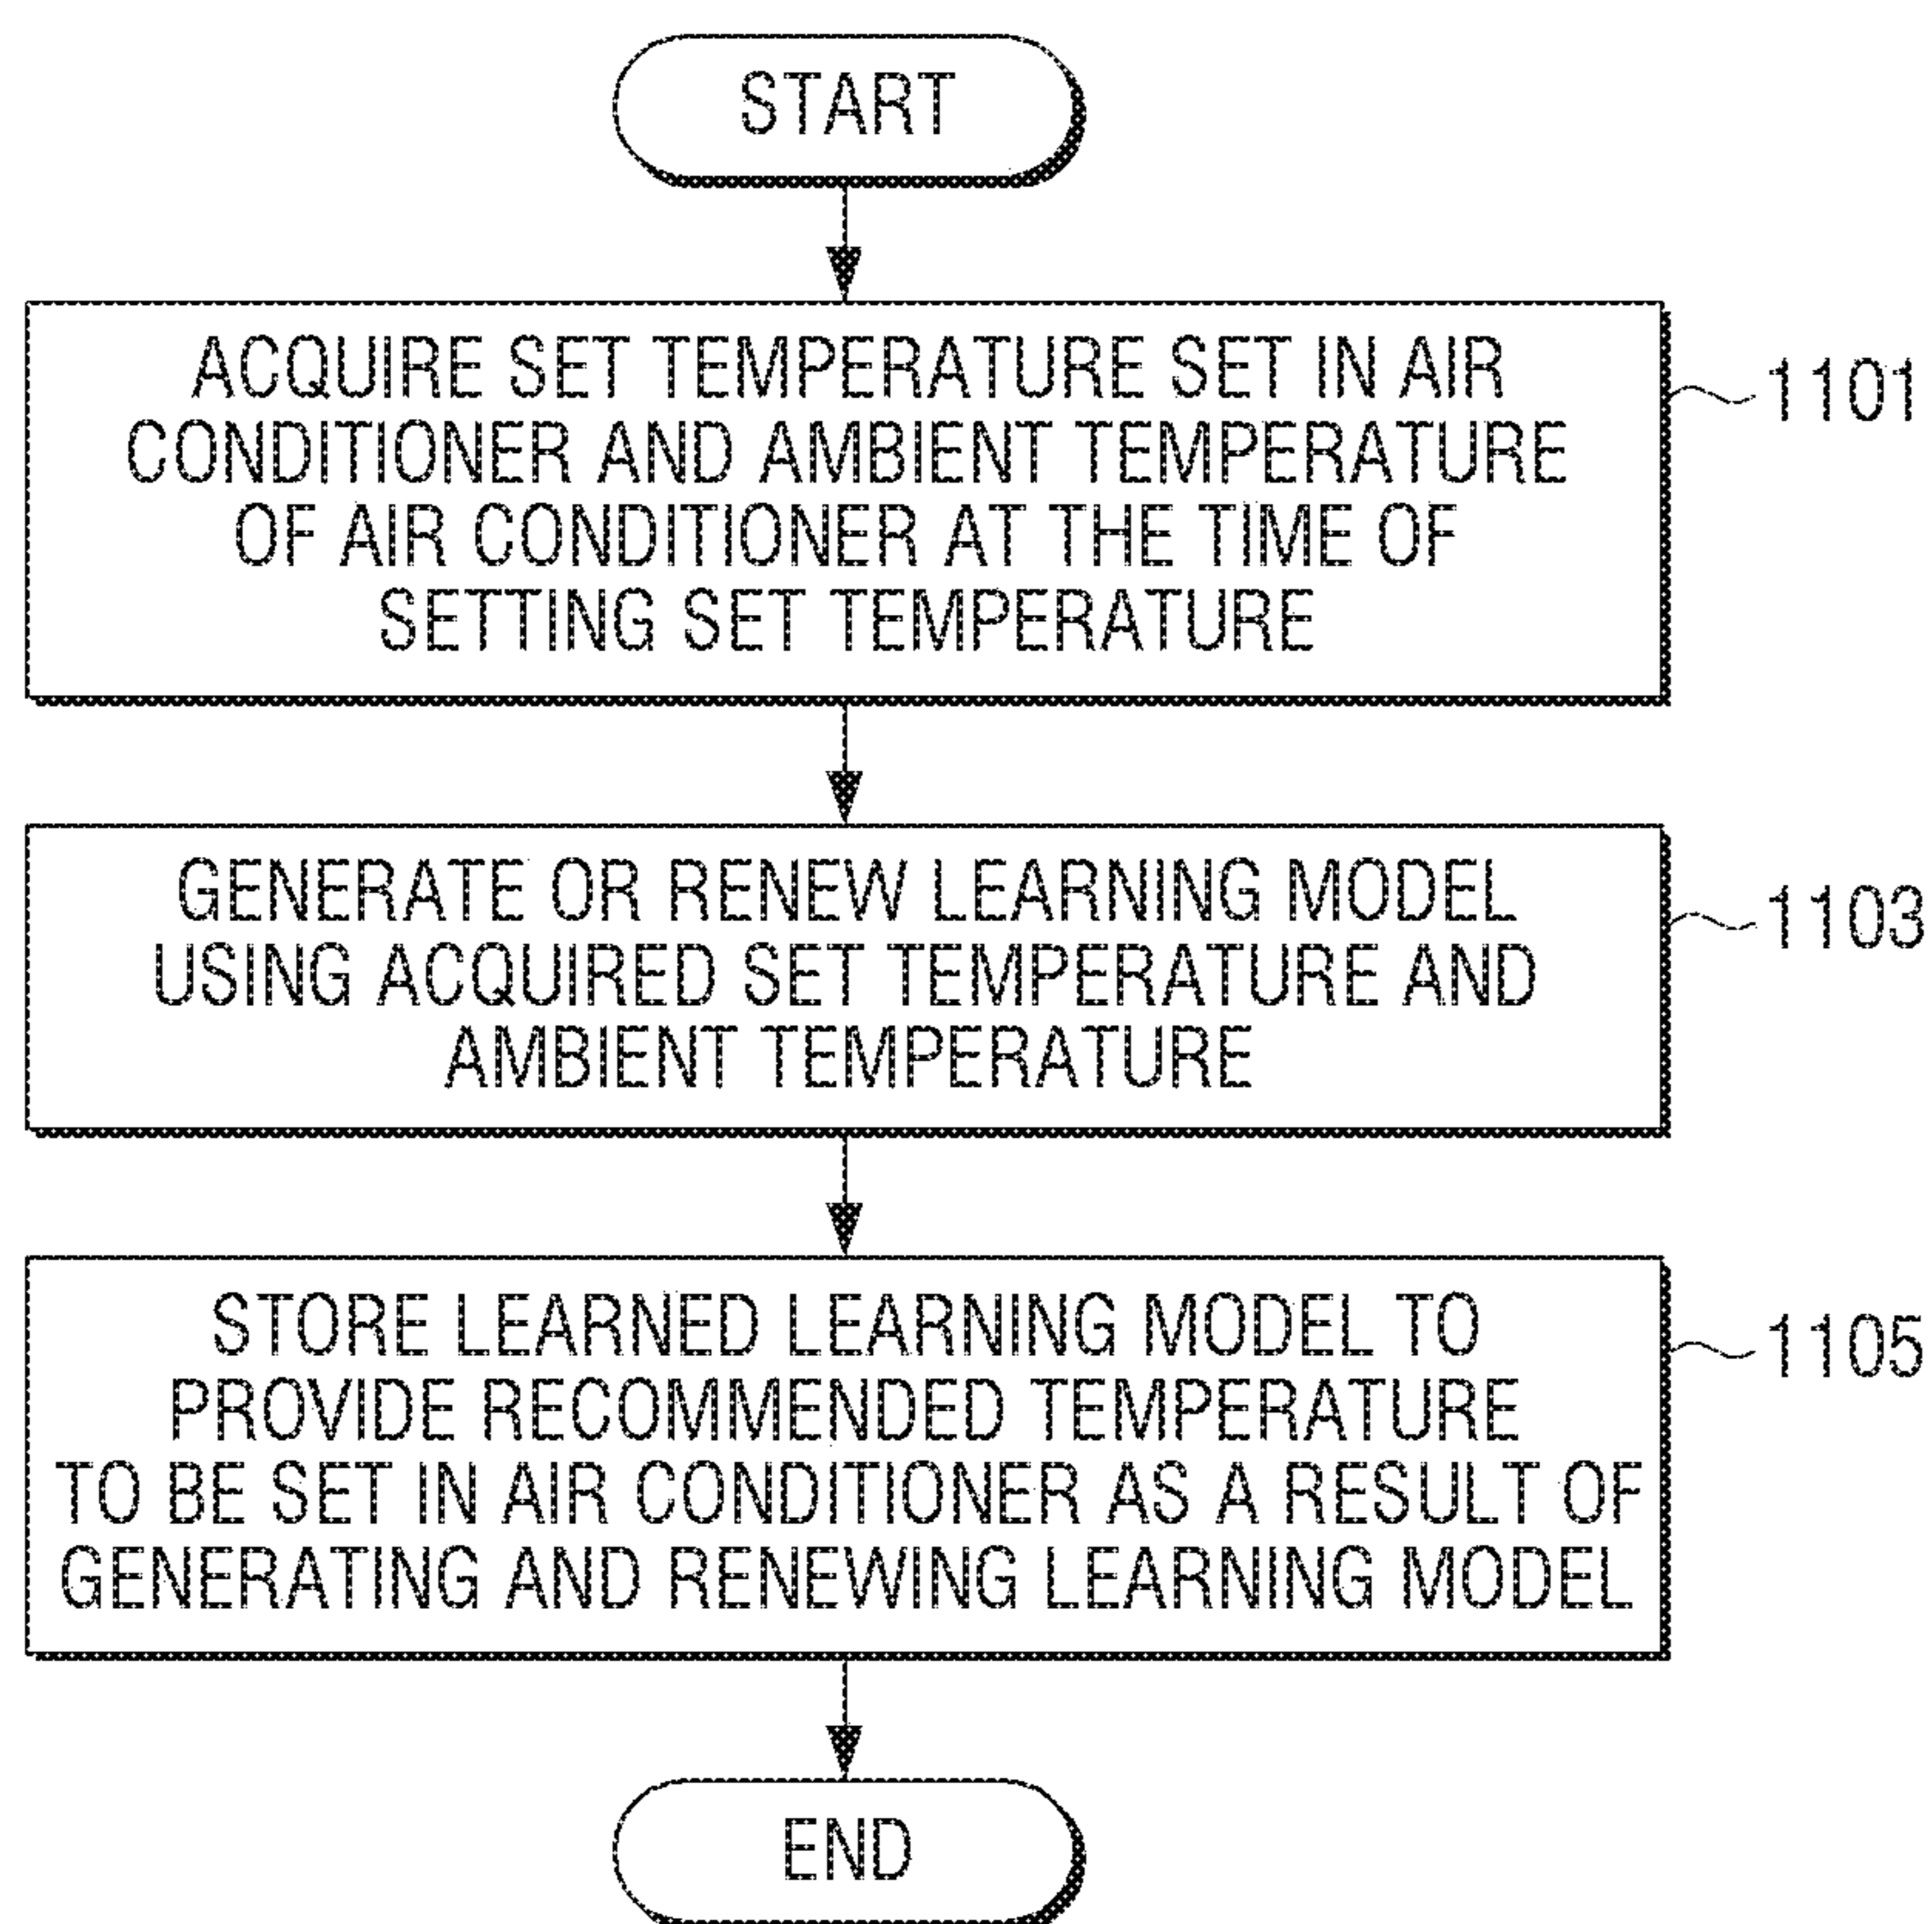 START
ACQUIRE SET TEMPERATURE SET IN AIR
CONDITIONER AND AMBIENT TEMPERATURE
OF AIR CONDITIONER AT THE TIME OF
SETTING SET TEMPERATURE
1101
GENERATE OR RENEW LEARNING MODEL
USING ACQUIRED SET TEMPERATURE AND
AMBIENT TEMPERATURE
1103
STORE LEARNED LEARNING MODEL TO
PROVIDE RECOMMENDED TEMPERATURE
TO BE SET IN AIR CONDITIONER AS A RESULT OF
GENERATING AND RENEWING LEARNING MODEL
1105
END